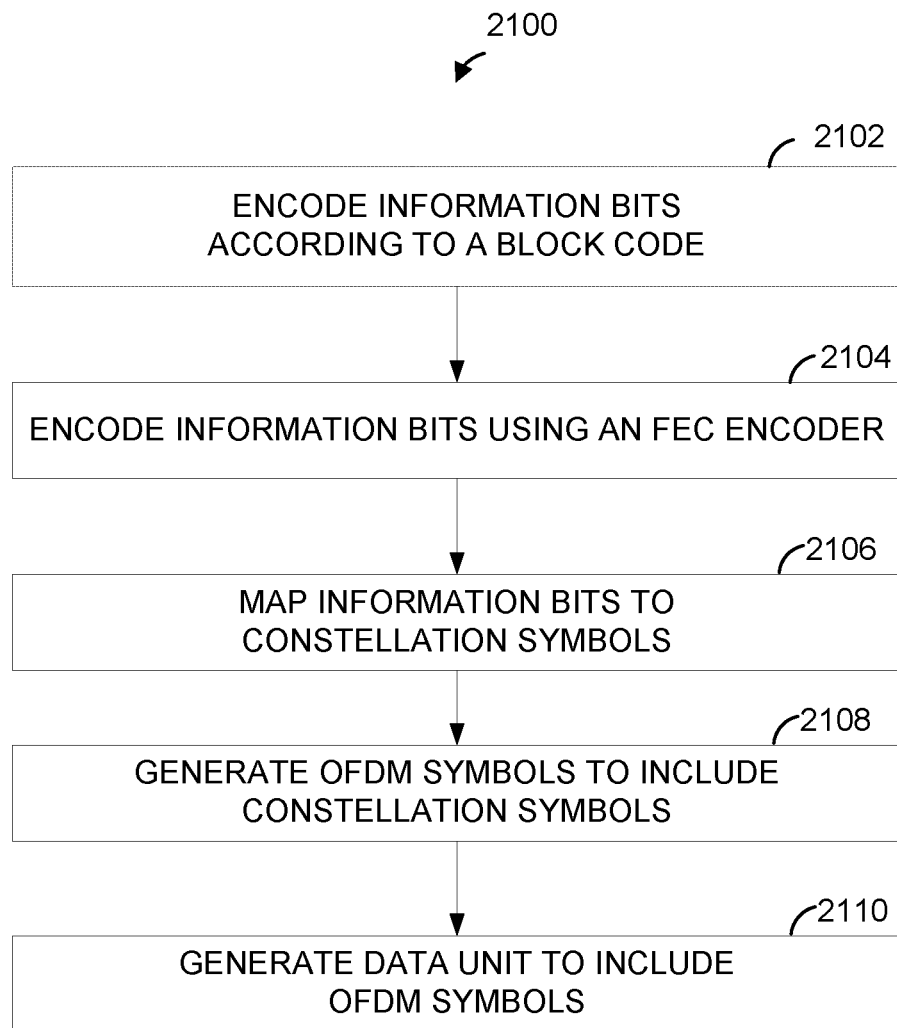 2100
2102
ENCODE INFORMATION BITS
ACCORDING TO A BLOCK CODE
2104
ENCODE INFORMATION BITS USING AN FEC ENCODER
2106
MAP INFORMATION BITS TO
CONSTELLATION SYMBOLS
2108
GENERATE OFDM SYMBOLS TO INCLUDE
CONSTELLATION SYMBOLS
2110
GENERATE DATA UNIT TO INCLUDE
OFDM SYMBOLS